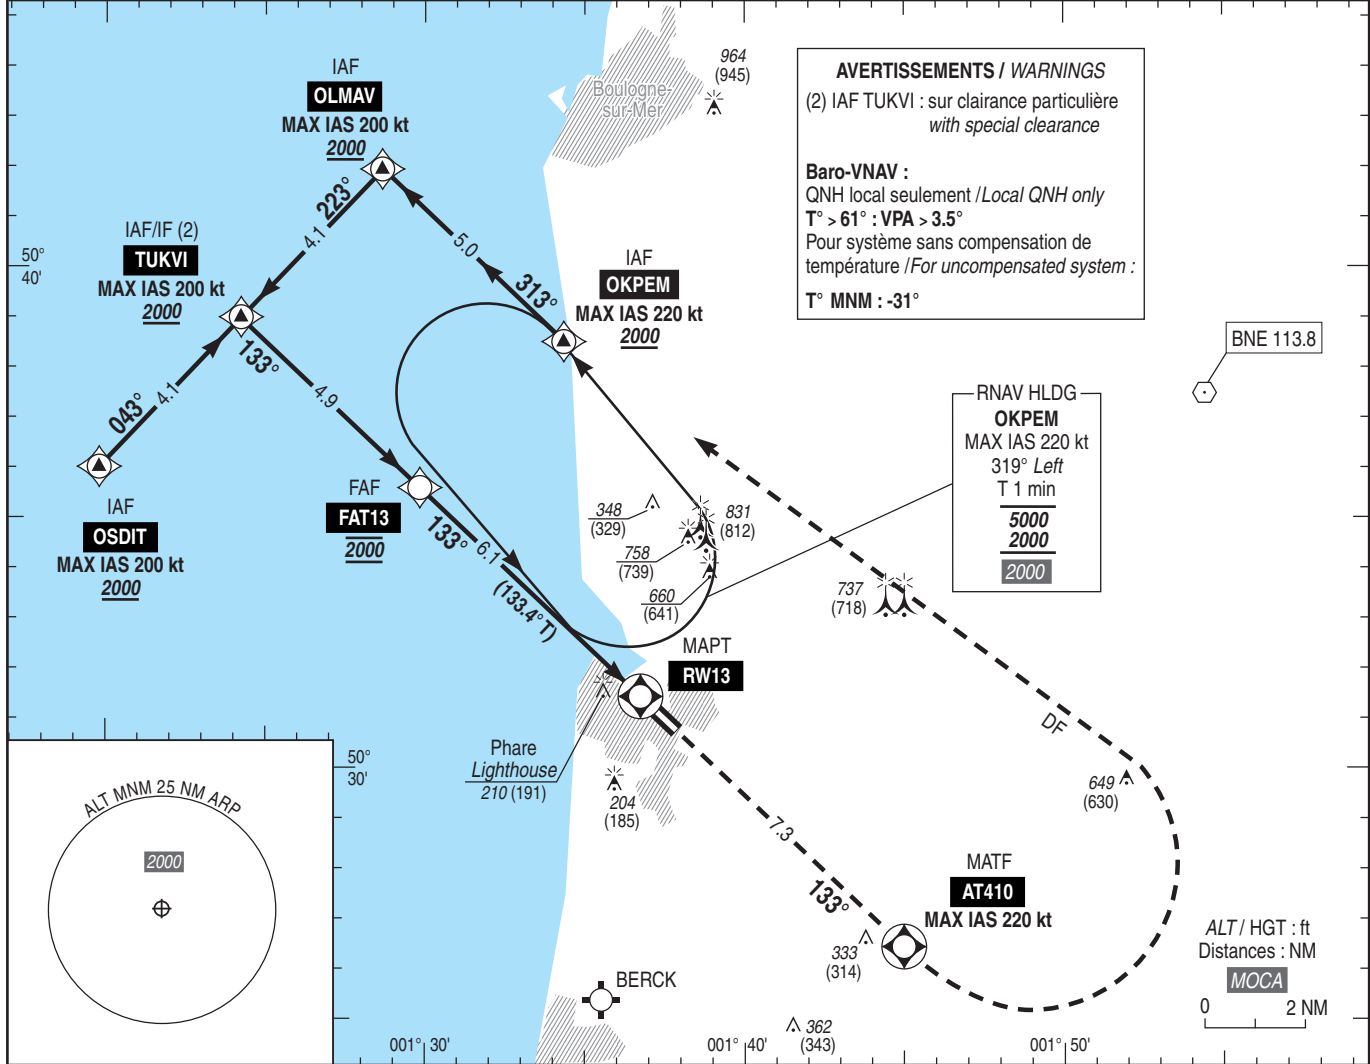 IAF
OLMAV
MAX IAS 200 kt
2000
223°
4.1
5.0
313°
IAF/IF (2)
TUKVI
MAX IAS 200 kt
2000
133°
4.9
043°
4.1
IAF
OSDIT
MAX IAS 200 kt
2000
FAF
FAT13
2000
133°
6.1
(133.4° T)
IAF
OKPEM
MAX IAS 220 kt
2000
Boulogne-
sur-Mer
964
(945)
AVERTISSEMENTS / WARNINGS
(2) IAF TUKVI : sur clairance particulière
with special clearance
Baro-VNAV :
QNH local seulement /Local QNH only
T° > 61° : VPA > 3.5°
Pour système sans compensation de
température /For uncompensated system :
T° MNM : -31°
BNE 113.8
RNAV HLDG
OKPEM
MAX IAS 220 kt
319° Left
T 1 min
5000
2000
2000
348
(329)
831
(812)
758
(739)
660
(641)
737
(718)
MAPT
RW13
DF
Phare
Lighthouse
210 (191)
204
(185)
649
(630)
7.3
133°
MATF
AT410
MAX IAS 220 kt
333
(314)
BERCK
362
(343)
ALT MNM 25 NM ARP
2000
ALT / HGT : ft
Distances : NM
MOCA
0 2 NM
50°
40'
50°
30'
001° 30'
001° 40'
001° 50'